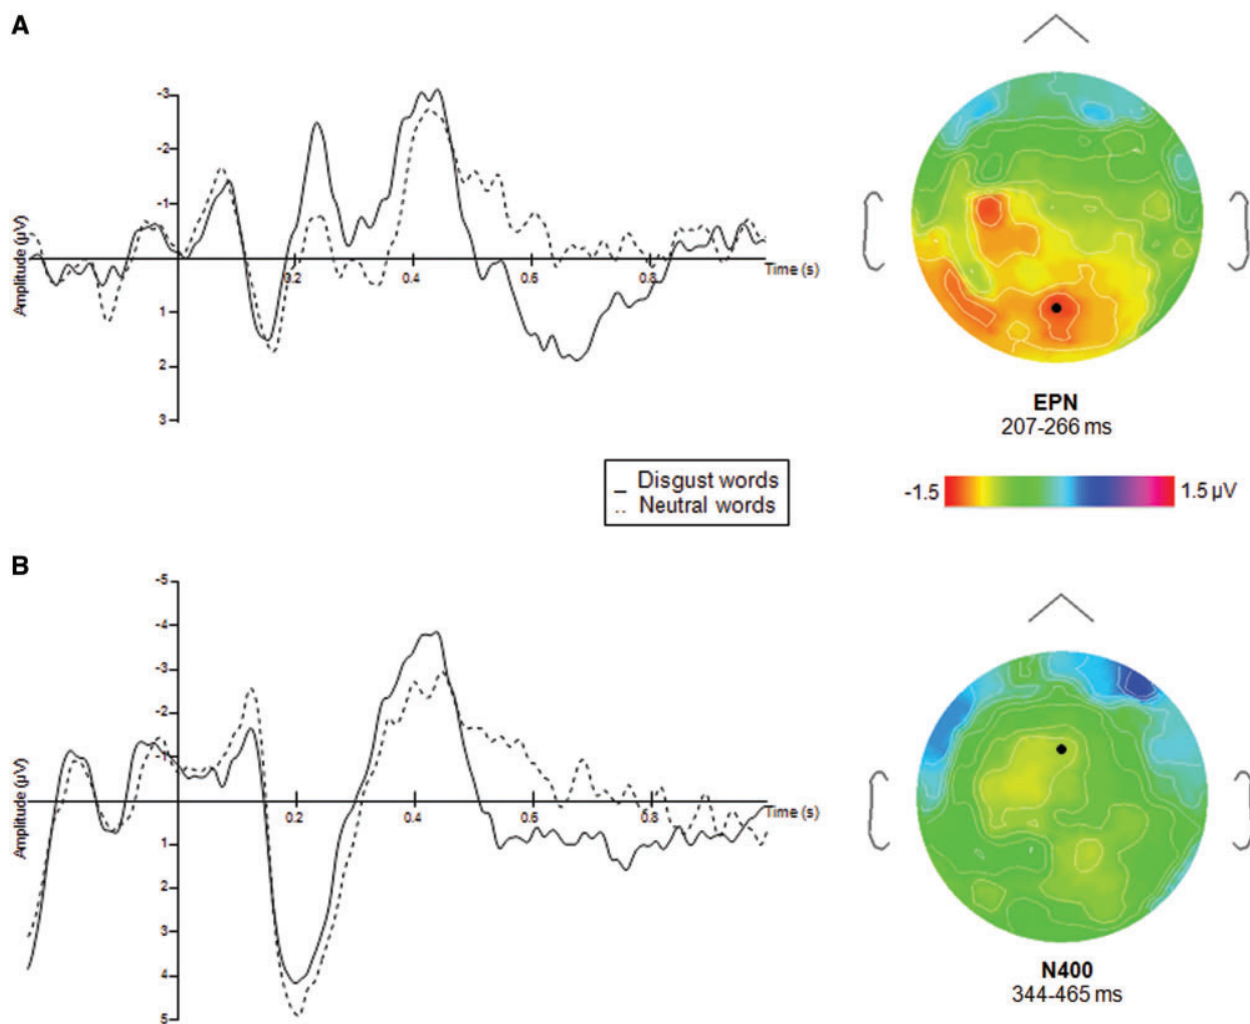 A
-3
-2
-1
1
2
3
Amplitude (µV)
0.2
0.4
0.6
0.8
Time (s)
EPN
207-266 ms
-1.5
1.5 µV
_ Disgust words
.. Neutral words
B
-5
-4
-3
-2
-1
1
2
3
4
5
Amplitude (µV)
0.2
0.4
0.6
0.8
Time (s)
N400
344-465 ms